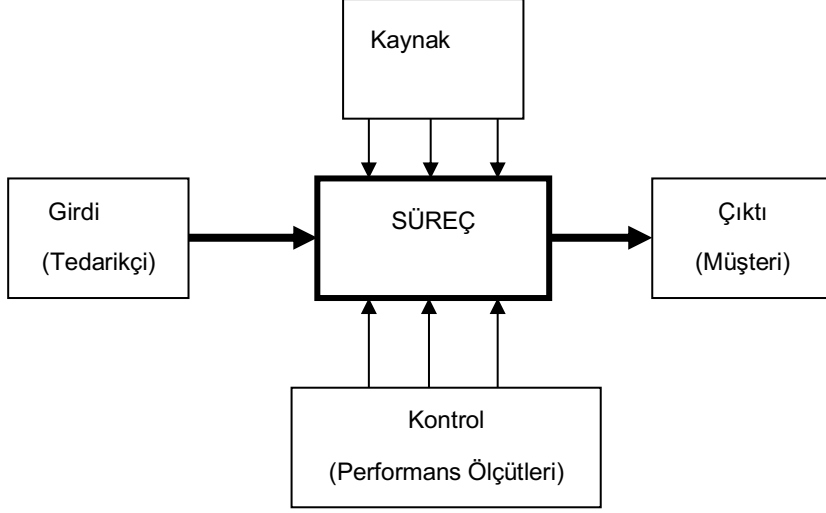 Kaynak
Girdi
(Tedarikçi)
SÜREÇ
Çıktı
(Müşteri)
Kontrol
(Performans Ölçütleri)